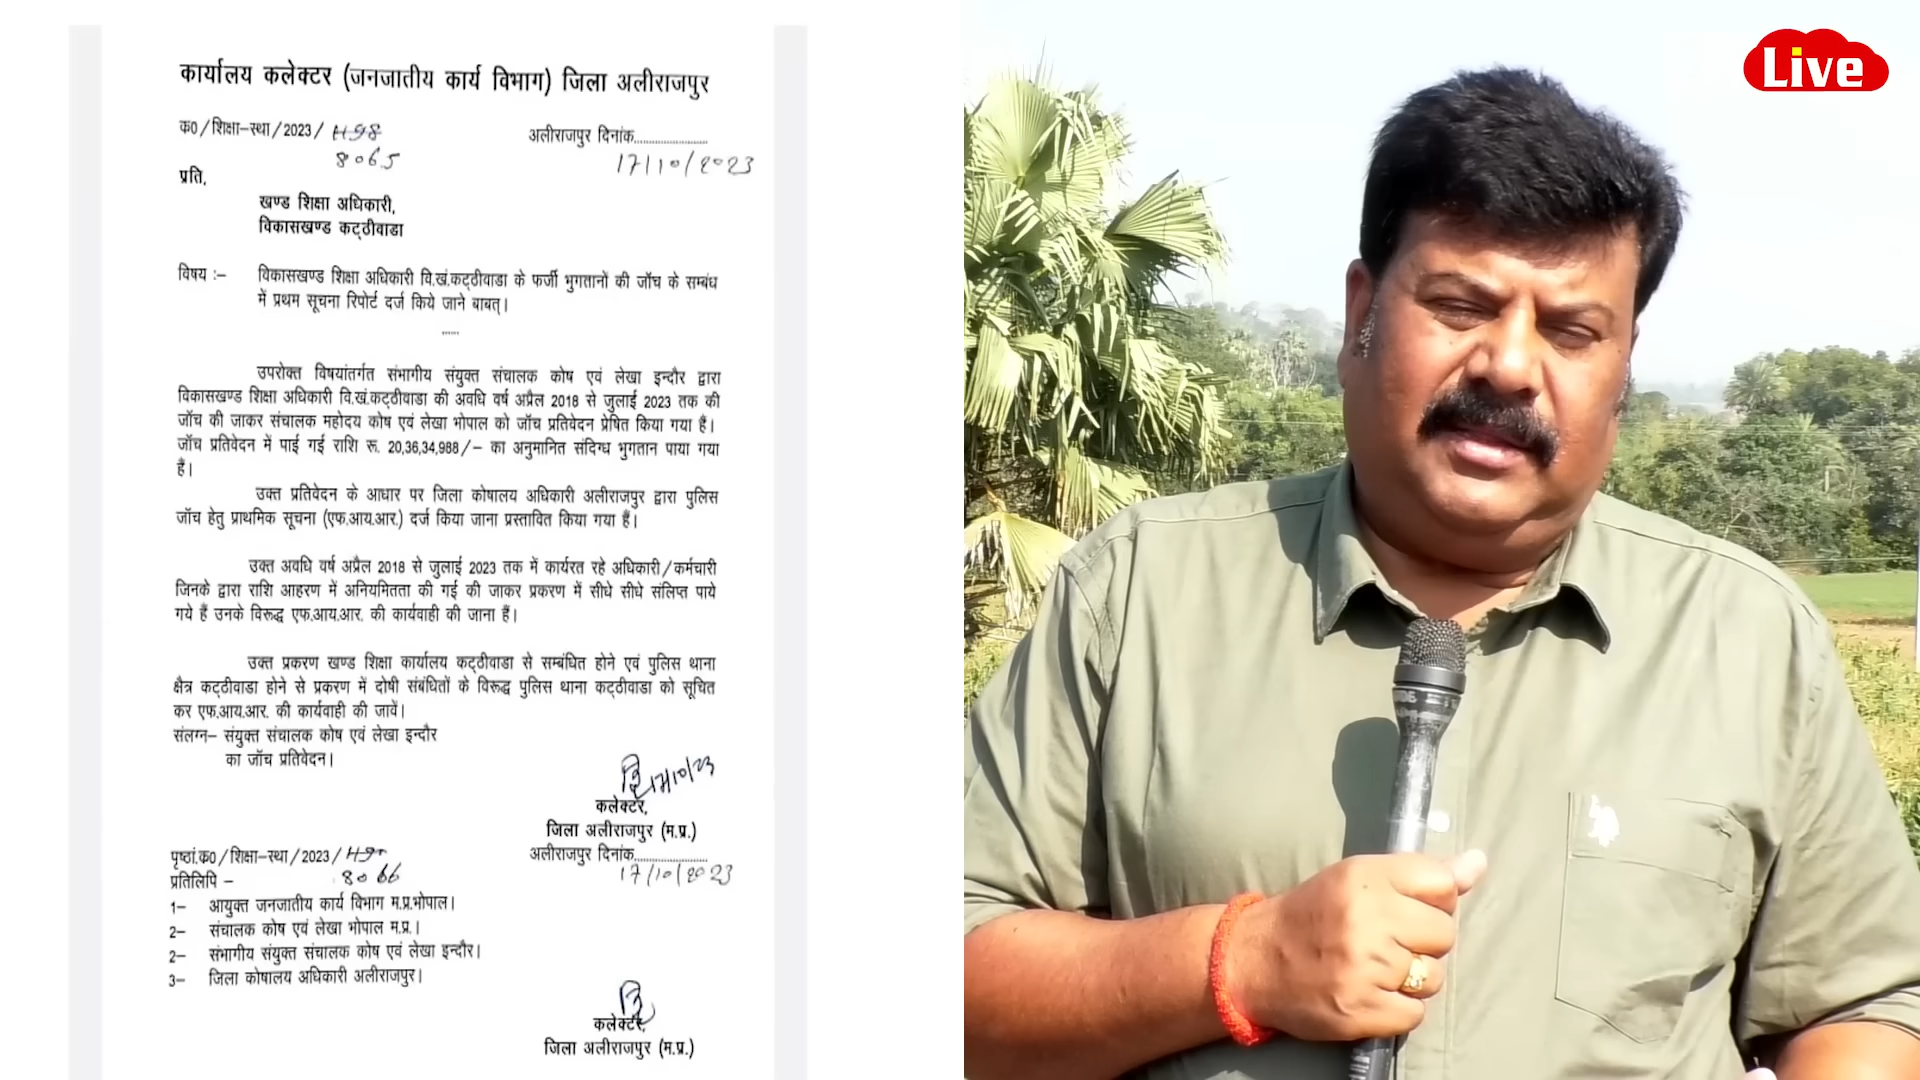 कार्यालय कलेक्टर (जनजातीय कार्य विभाग) जिला अलीराजपुर
क0/शिक्षा–स्था/2023/
8065
अलीराजपुर दिनांक........................
17/10/2023
प्रति,
खण्ड शिक्षा अधिकारी,
विकासखण्ड कट्ठीवाडा
विषय :– विकासखण्ड शिक्षा अधिकारी वि.खं.कट्ठीवाडा के फर्जी भुगतानों की जॉच के सम्बंध
में प्रथम सूचना रिपोर्ट दर्ज किये जाने बाबत्।
......
उपरोक्त विषयांतर्गत संभागीय संयुक्त संचालक कोष एवं लेखा इन्दौर द्वारा
विकासखण्ड शिक्षा अधिकारी वि.खं.कट्ठीवाडा की अवधि वर्ष अप्रैल 2018 से जुलाई 2023 तक की
जॉच की जाकर संचालक महोदय कोष एवं लेखा भोपाल को जॉच प्रतिवेदन प्रेषित किया गया हैं।
जॉच प्रतिवेदन में पाई गई राशि रू. 20,36,34,988/– का अनुमानित संदिग्ध भुगतान पाया गया
हैं।
उक्त प्रतिवेदन के आधार पर जिला कोषालय अधिकारी अलीराजपुर द्वारा पुलिस
जॉच हेतु प्राथमिक सूचना (एफ.आय.आर.) दर्ज किया जाना प्रस्तावित किया गया हैं।
उक्त अवधि वर्ष अप्रैल 2018 से जुलाई 2023 तक में कार्यरत रहे अधिकारी/कर्मचारी
जिनके द्वारा राशि आहरण में अनियमितता की गई की जाकर प्रकरण में सीधे सीधे संलिप्त पाये
गये हैं उनके विरूद्ध एफ.आय.आर. की कार्यवाही की जाना हैं।
उक्त प्रकरण खण्ड शिक्षा कार्यालय कट्ठीवाडा से सम्बंधित होने एवं पुलिस थाना
क्षैत्र कट्ठीवाडा होने से प्रकरण में दोषी संबंधितों के विरूद्ध पुलिस थाना कट्ठीवाडा को सूचित
कर एफ.आय.आर. की कार्यवाही की जावें।
संलग्न– संयुक्त संचालक कोष एवं लेखा इन्दौर
का जॉच प्रतिवेदन।
17/10/23
कलेक्टर,
जिला अलीराजपुर (म.प्र.)
पृष्ठां.क0/शिक्षा–स्था/2023/
8066
अलीराजपुर दिनांक........................
17/10/2023
प्रतिलिपि –
1– आयुक्त जनजातीय कार्य विभाग म.प्र.भोपाल।
2– संचालक कोष एवं लेखा भोपाल म.प्र.।
2– संभागीय संयुक्त संचालक कोष एवं लेखा इन्दौर।
3– जिला कोषालय अधिकारी अलीराजपुर।
कलेक्टर,
जिला अलीराजपुर (म.प्र.)
Live